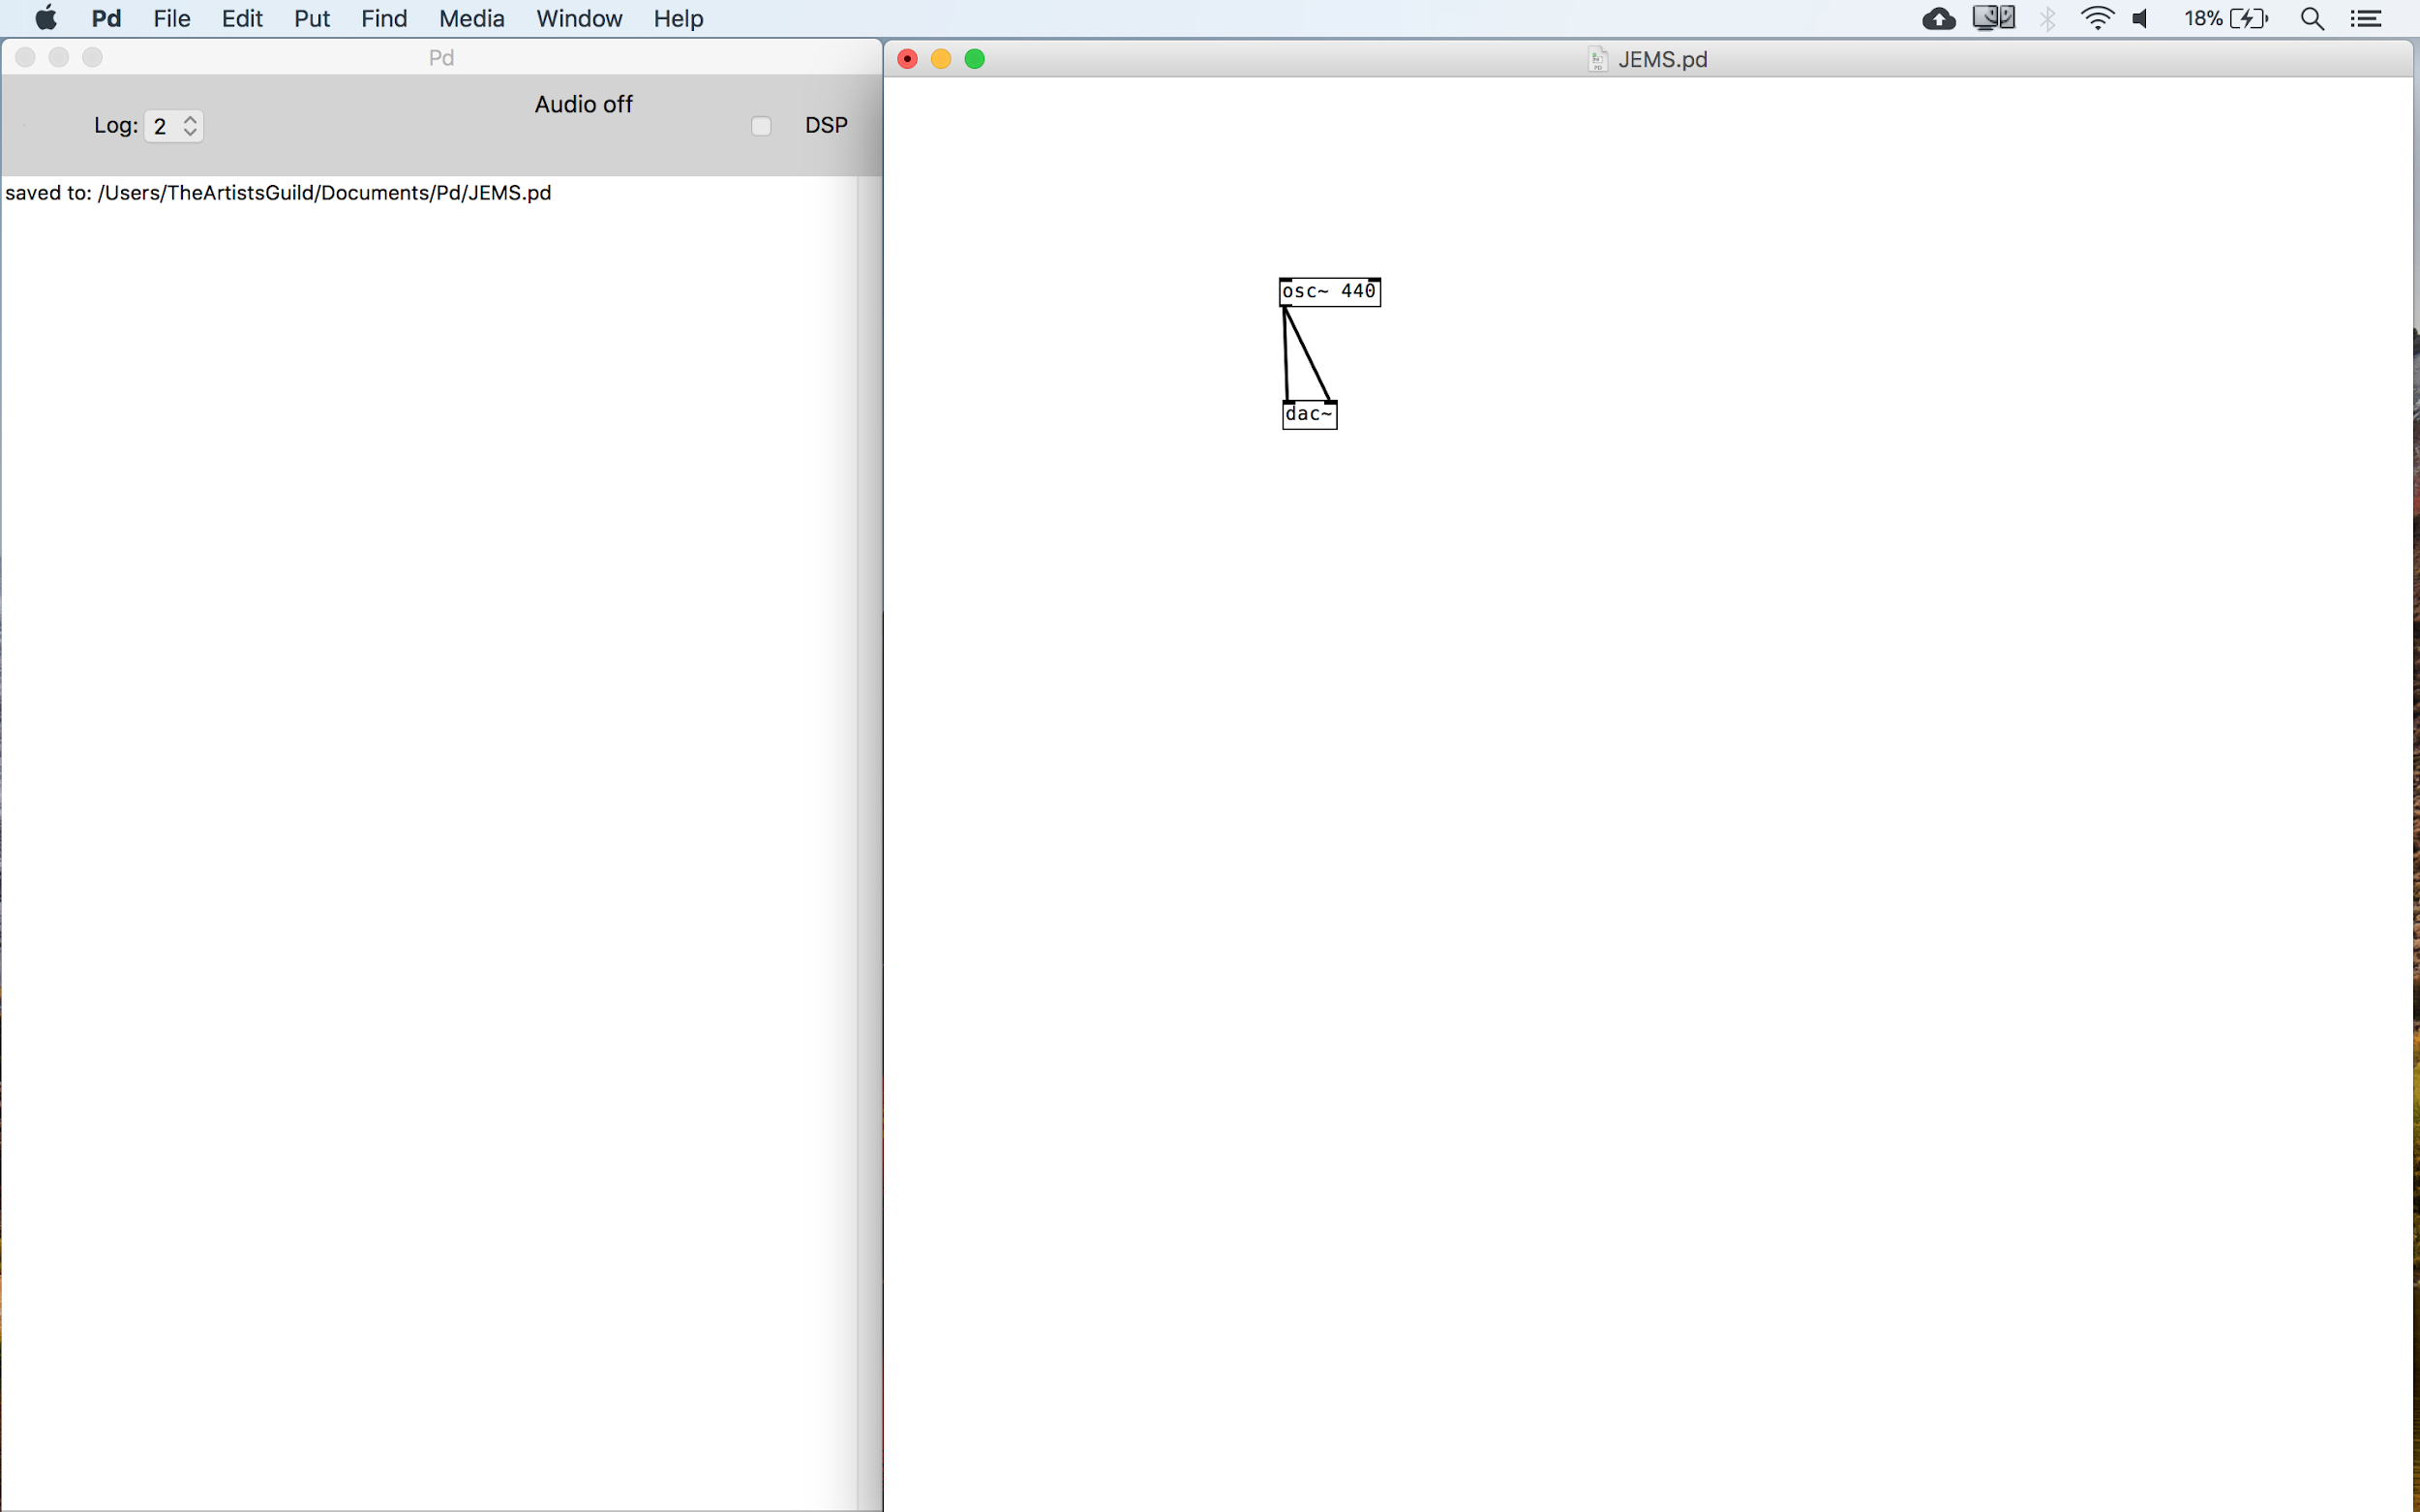 Pd File Edit Put Find Media Window Help 18%
Pd
Audio off
Log: 2 DSP
saved to: /Users/TheArtistsGuild/Documents/Pd/JEMS.pd
JEMS.pd
osc~ 440
dac~